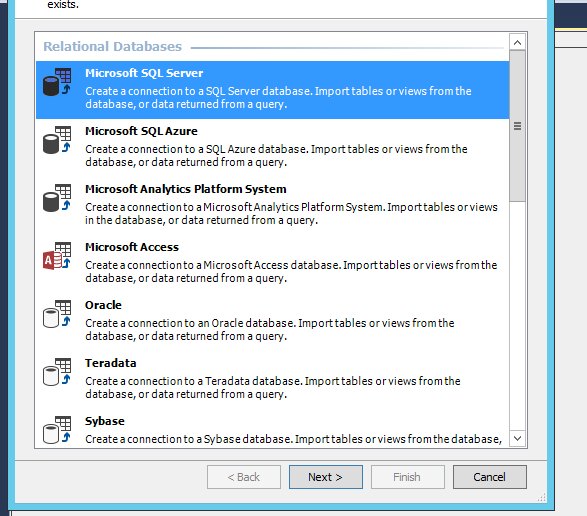 exists.
Relational Databases
Microsoft SQL Server
Create a connection to a SQL Server database. Import tables or views from the
database, or data returned from a query.
Microsoft SQL Azure
Create a connection to a SQL Azure database. Import tables or views from the
database, or data returned from a query.
Microsoft Analytics Platform System
Create a connection to a Microsoft Analytics Platform System. Import tables or views
in the database, or data returned from a query.
Microsoft Access
Create a connection to a Microsoft Access database. Import tables or views from the
database, or data returned from a query.
Oracle
Create a connection to an Oracle database. Import tables or views from the
database, or data returned from a query.
Teradata
Create a connection to a Teradata database. Import tables or views from the
database, or data returned from a query.
Sybase
Create a connection to a Sybase database. Import tables or views from the database,
< Back
Next >
Finish
Cancel